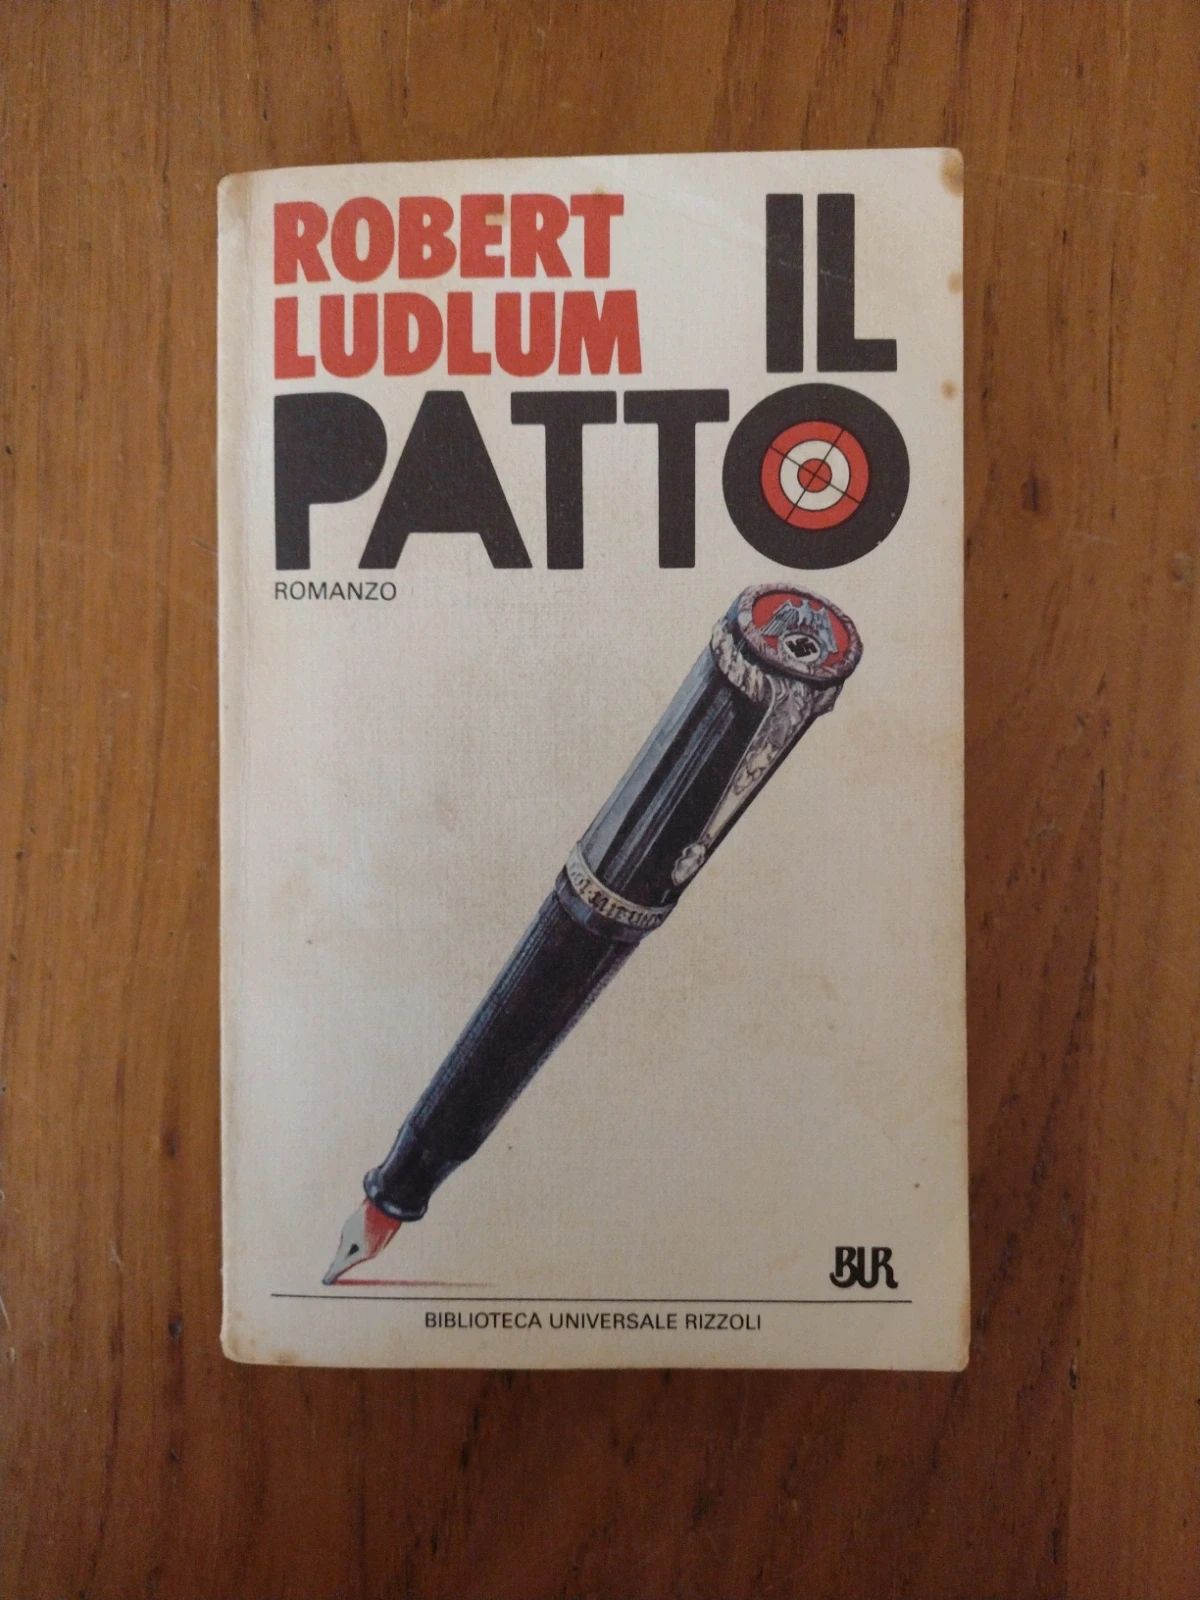 ROBERT
LUDLUM
IL
PATTO
ROMANZO
BUR
BIBLIOTECA UNIVERSALE RIZZOLI